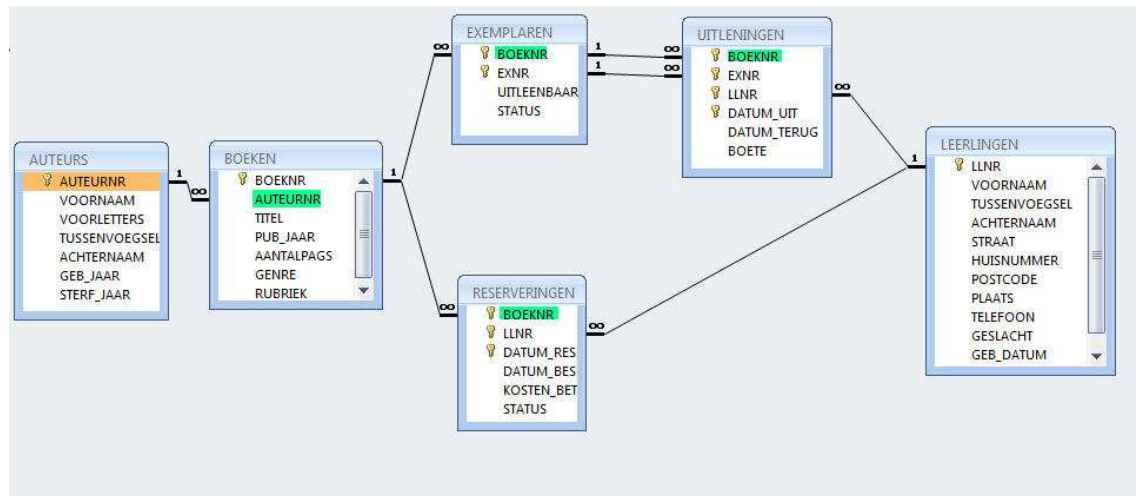 AUTEURS
AUTEURNR
VOORNAAM
VOORLETTERS
TUSSENVOEGSEL
ACHTERNAAM
GEB_JAAR
STERF_JAAR
1
∞
BOEKEN
BOEKNR
AUTEURNR
TITEL
PUB_JAAR
AANTALPAGS
GENRE
RUBRIEK
1
∞
∞
EXEMPLAREN
BOEKNR
EXNR
UITLEENBAAR
STATUS
1
∞
1
∞
RESERVERINGEN
BOEKNR
LLNR
DATUM_RES
DATUM_BES
KOSTEN_BET
STATUS
∞
UITLENINGEN
BOEKNR
EXNR
LLNR
DATUM_UIT
DATUM_TERUG
BOETE
∞
1
LEERLINGEN
LLNR
VOORNAAM
TUSSENVOEGSEL
ACHTERNAAM
STRAAT
HUISNUMMER
POSTCODE
PLAATS
TELEFOON
GESLACHT
GEB_DATUM